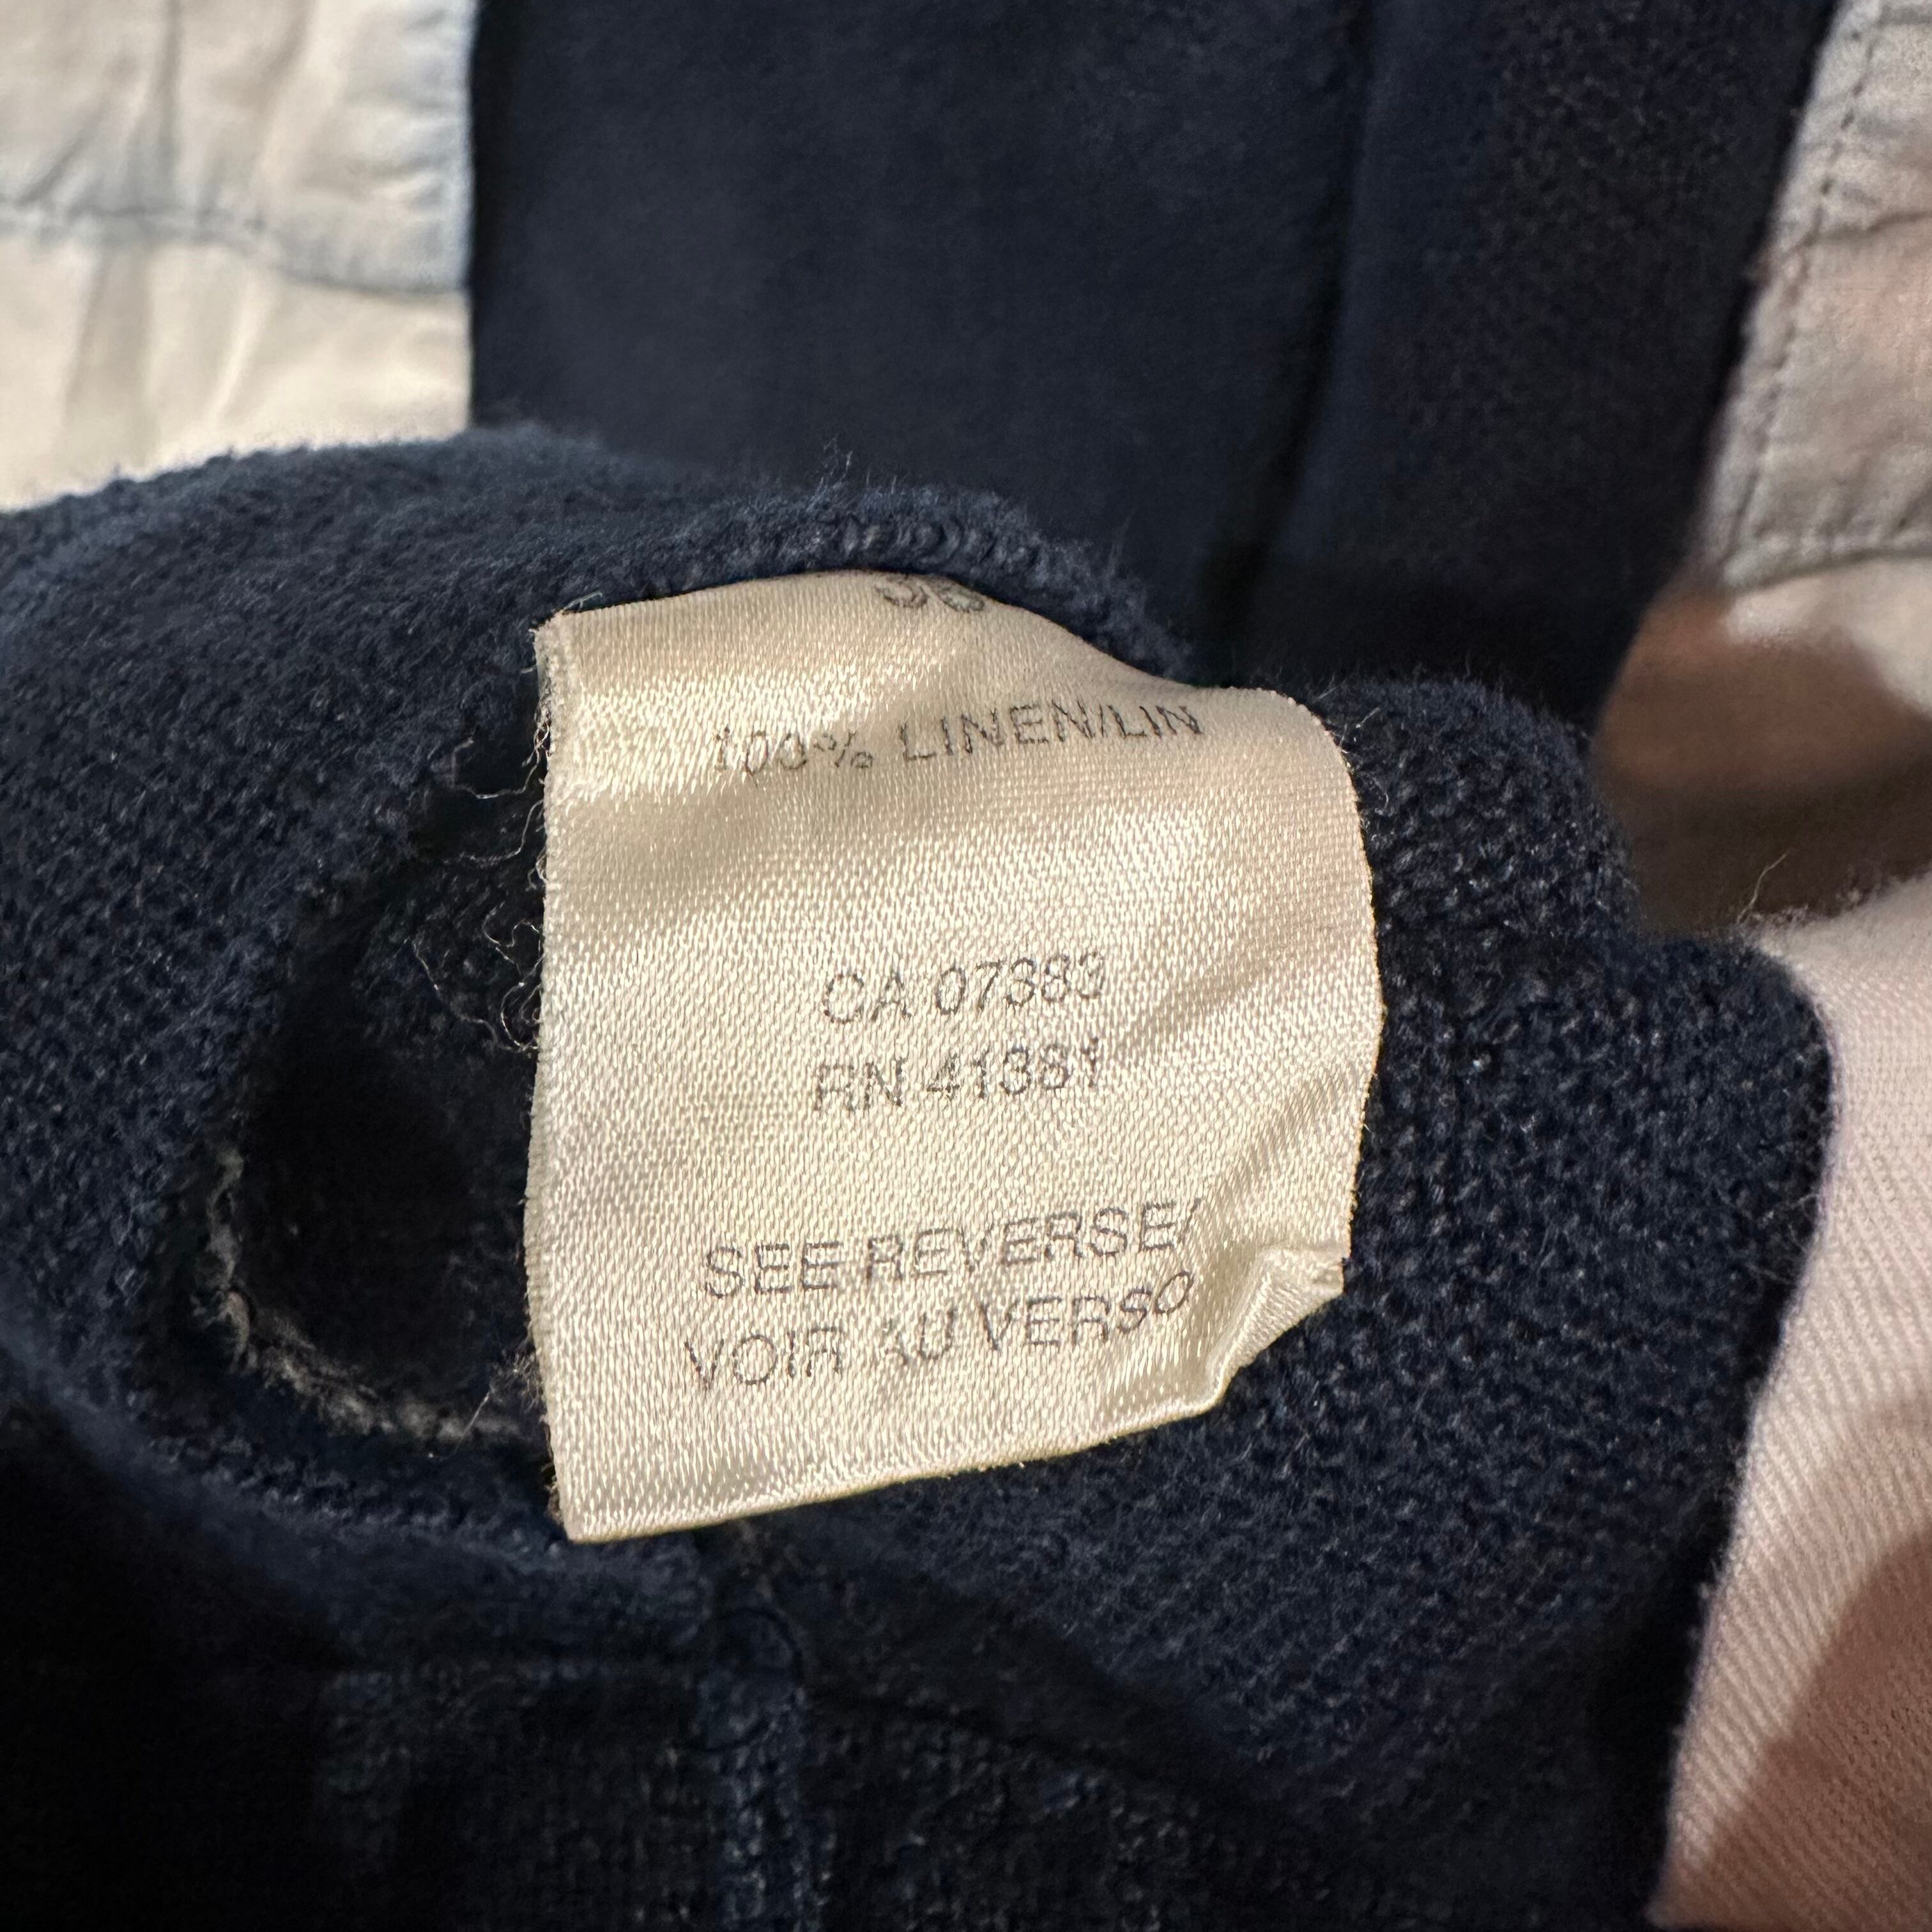 100% LINEN/LIN
CA 07383
RN 41381
SEE REVERSE/
VOIR AU VERSO